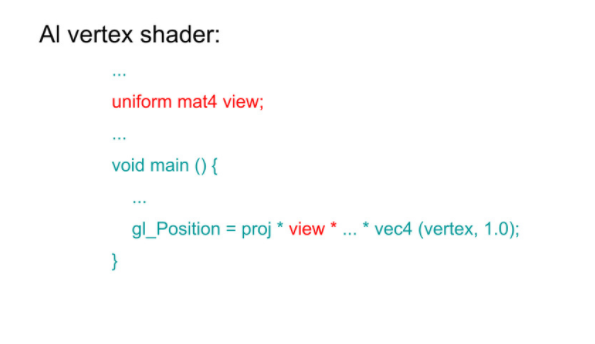 Al vertex shader:
...
uniform mat4 view;
...
void main () {
...
gl_Position = proj * view * ... * vec4 (vertex, 1.0);
}